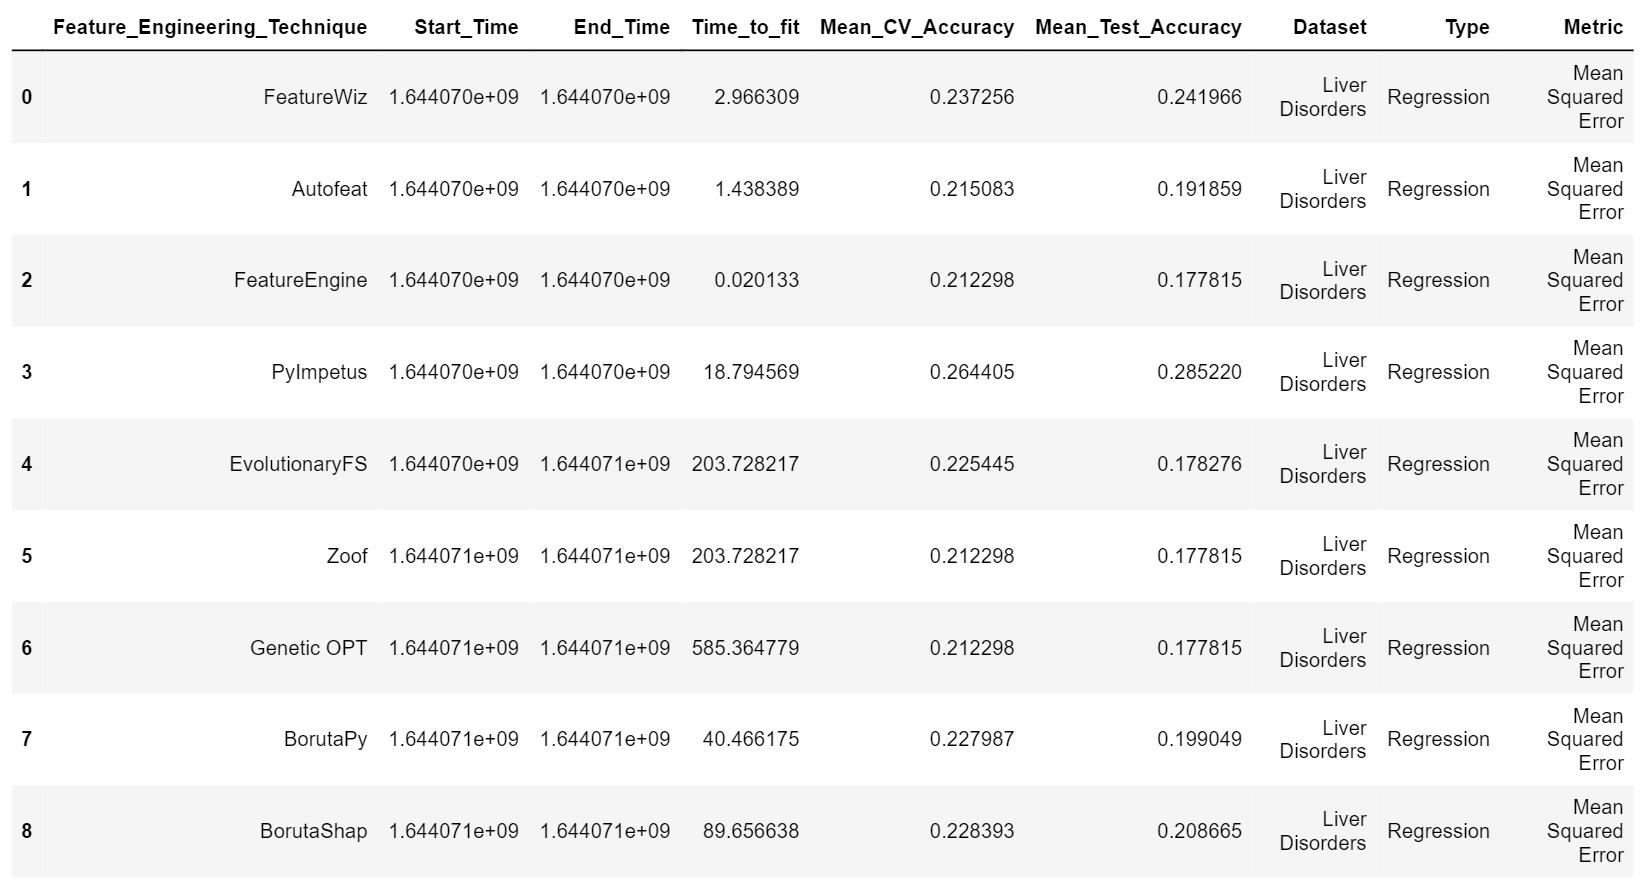 Feature_Engineering_Technique Start_Time End_Time Time_to_fit Mean_CV_Accuracy Mean_Test_Accuracy Dataset Type Metric
0 FeatureWiz 1.644070e+09 1.644070e+09 2.966309 0.237256 0.241966 Liver Disorders Regression Mean Squared Error
1 Autofeat 1.644070e+09 1.644070e+09 1.438389 0.215083 0.191859 Liver Disorders Regression Mean Squared Error
2 FeatureEngine 1.644070e+09 1.644070e+09 0.020133 0.212298 0.177815 Liver Disorders Regression Mean Squared Error
3 PyImpetus 1.644070e+09 1.644070e+09 18.794569 0.264405 0.285220 Liver Disorders Regression Mean Squared Error
4 EvolutionaryFS 1.644070e+09 1.644071e+09 203.728217 0.225445 0.178276 Liver Disorders Regression Mean Squared Error
5 Zoof 1.644071e+09 1.644071e+09 203.728217 0.212298 0.177815 Liver Disorders Regression Mean Squared Error
6 Genetic OPT 1.644071e+09 1.644071e+09 585.364779 0.212298 0.177815 Liver Disorders Regression Mean Squared Error
7 BorutaPy 1.644071e+09 1.644071e+09 40.466175 0.227987 0.199049 Liver Disorders Regression Mean Squared Error
8 BorutaShap 1.644071e+09 1.644071e+09 89.656638 0.228393 0.208665 Liver Disorders Regression Mean Squared Error